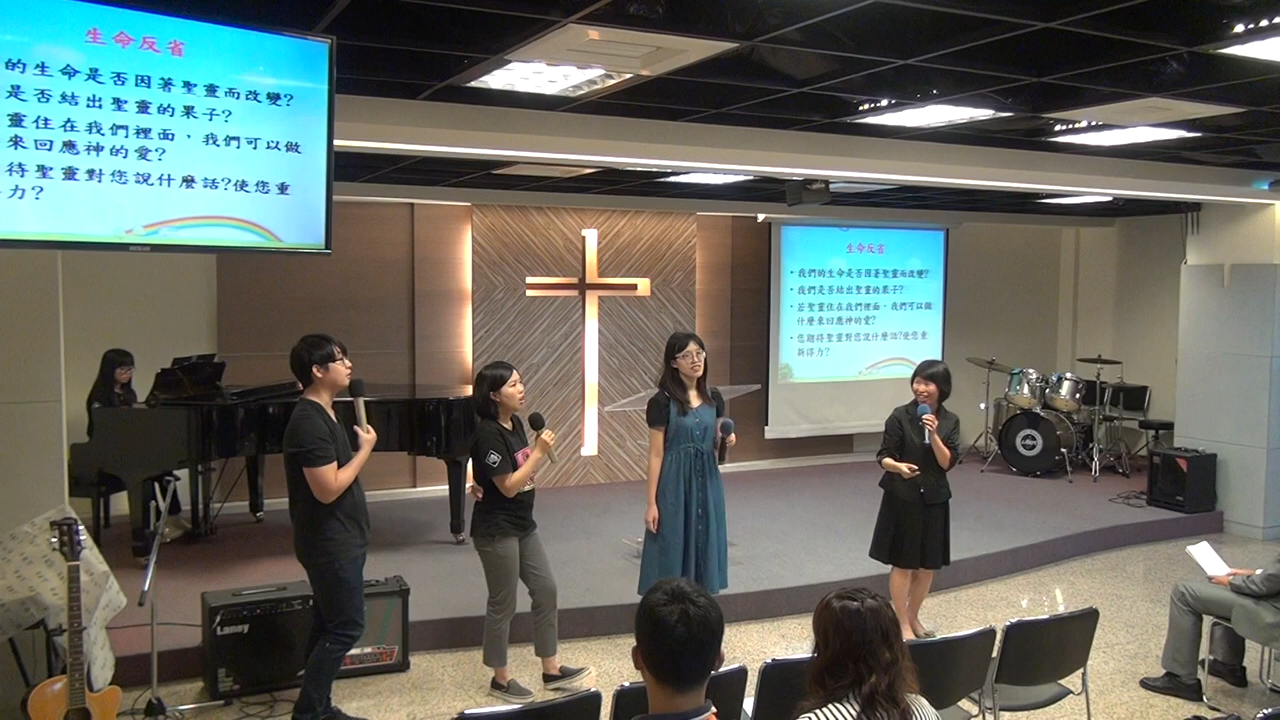 生命反省
的生命是否因著聖靈而改變?
是否結出聖靈的果子?
靈住在我們裡面，我們可以做
來回應神的愛?
待聖靈對您說什麼話?使您重
力?
生命反省
• 我們的生命是否因著聖靈而改變?
• 我們是否結出聖靈的果子?
• 若聖靈住在我們裡面，我們可以做
什麼來回應神的愛?
• 您期待聖靈對您說什麼話?使您重
新得力?
Laney